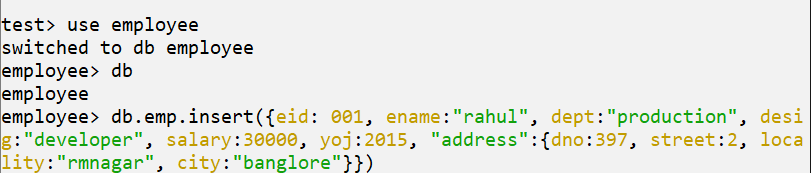 test> use employee
switched to db employee
employee> db
employee
employee> db.emp.insert({eid: 001, ename:"rahul", dept:"production", desi
g:"developer", salary:30000, yoj:2015, "address":{dno:397, street:2, loca
lity:"rmnagar", city:"banglore"}})